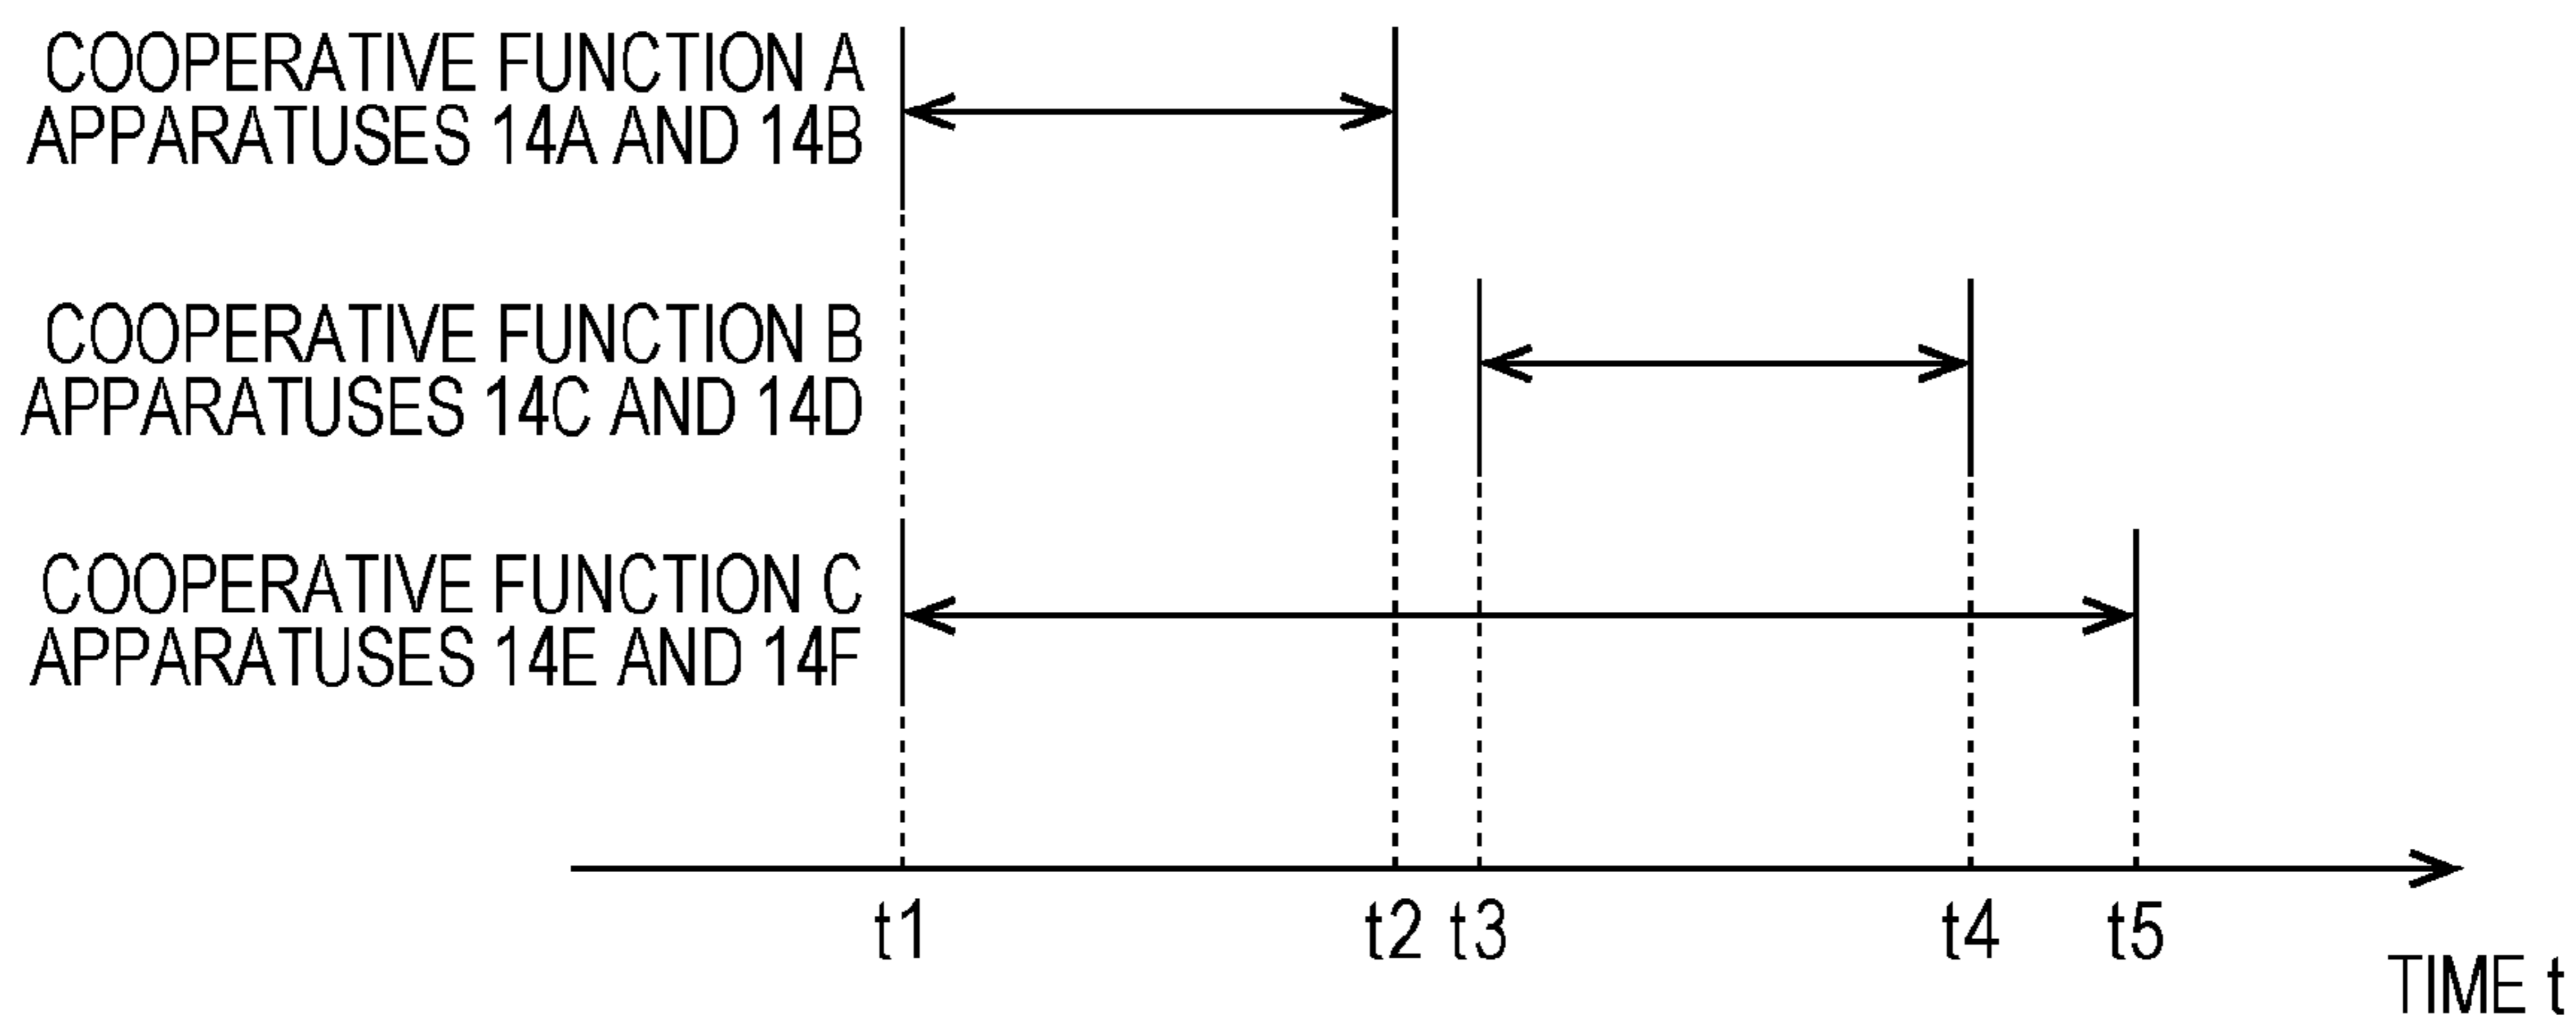 COOPERATIVE FUNCTION A
APPARATUSES 14A AND 14B
COOPERATIVE FUNCTION B
APPARATUSES 14C AND 14D
COOPERATIVE FUNCTION C
APPARATUSES 14E AND 14F
t1 t2 t3 t4 t5
TIME t